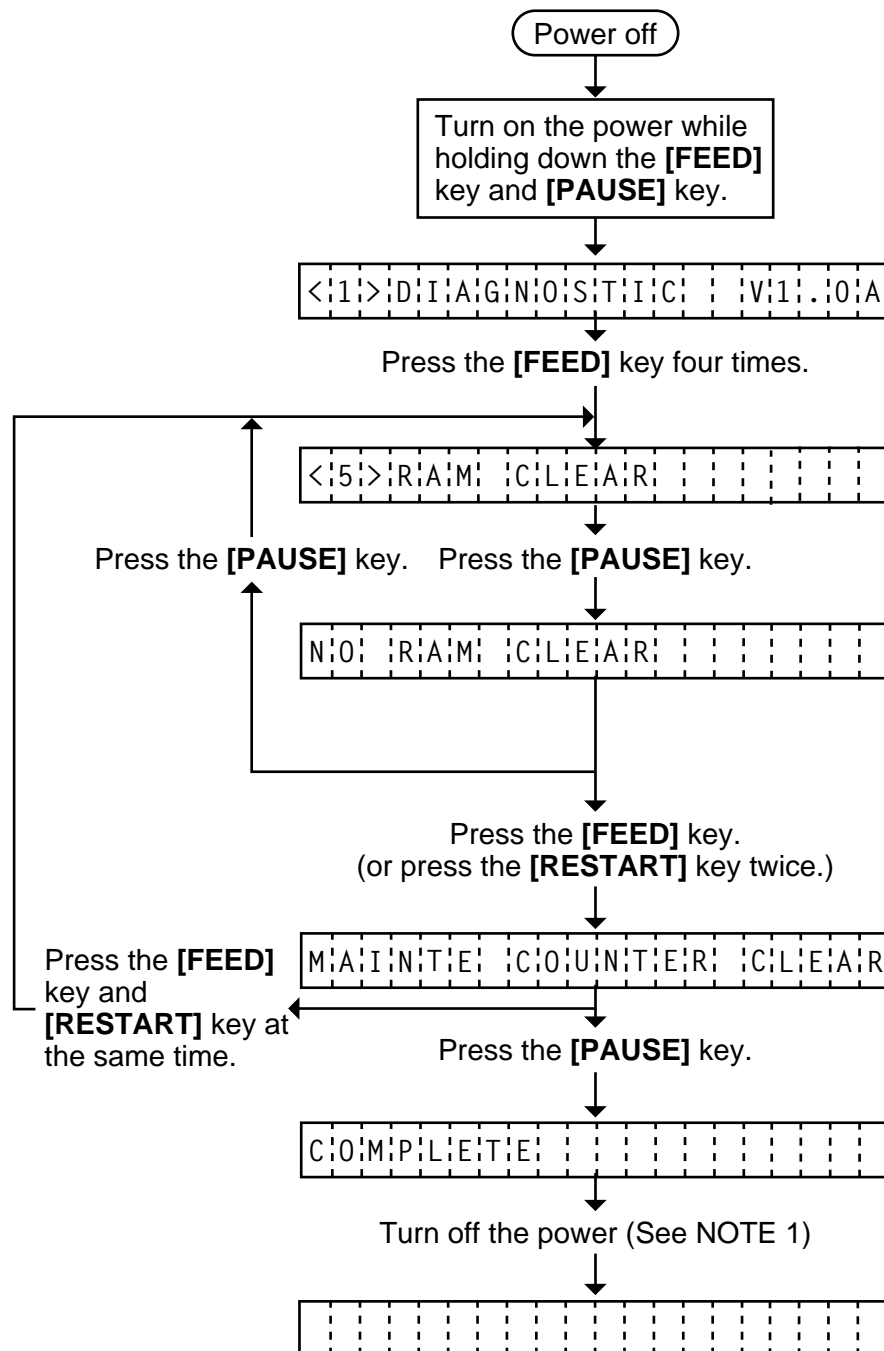 Power off
Turn on the power while
holding down the [FEED]
key and [PAUSE] key.
<1>DIAGNOSTIC  V1.0A
Press the [FEED] key four times.
<5>RAM CLEAR
Press the [PAUSE] key.
Press the [PAUSE] key.
NO RAM CLEAR
Press the [FEED] key.
(or press the [RESTART] key twice.)
MAINTE COUNTER CLEAR
Press the [FEED]
key and
[RESTART] key at
the same time.
Press the [PAUSE] key.
COMPLETE
Turn off the power (See NOTE 1)